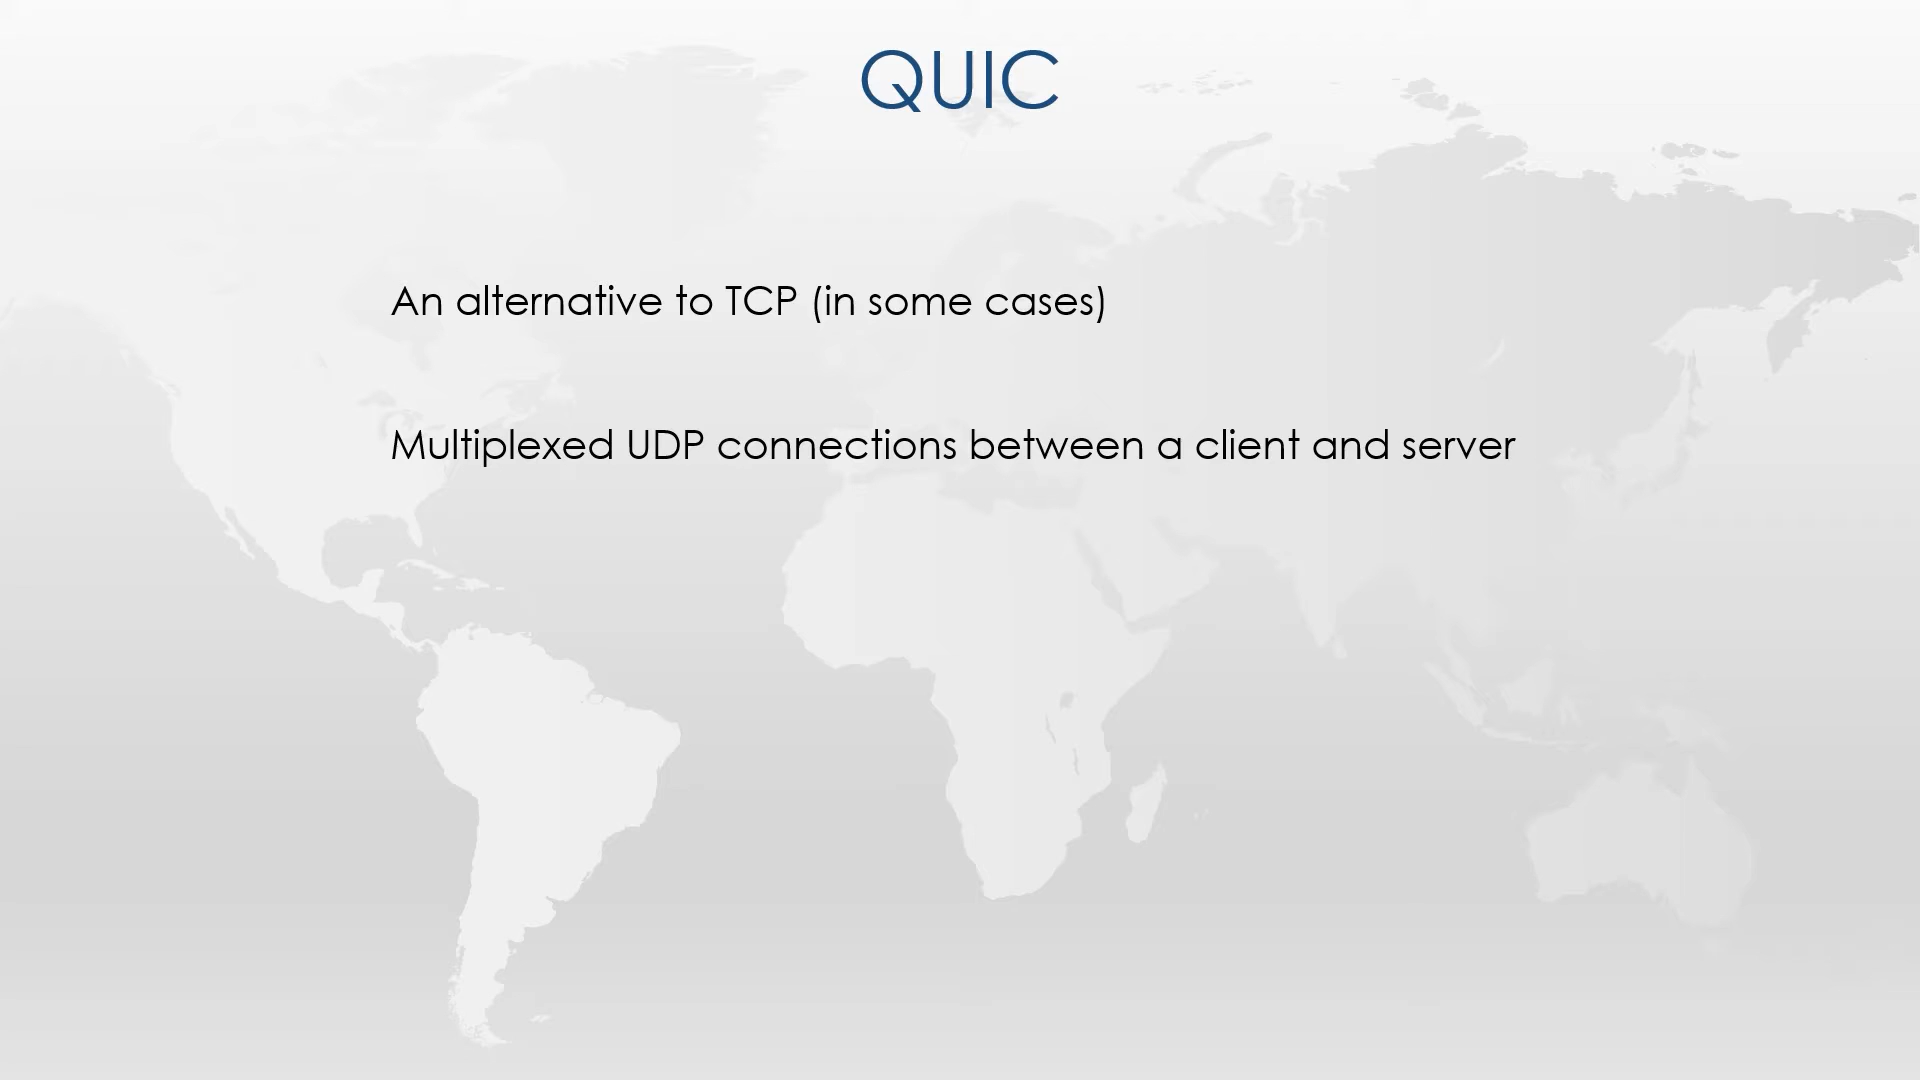 QUIC
An alternative to TCP (in some cases)
Multiplexed UDP connections between a client and server